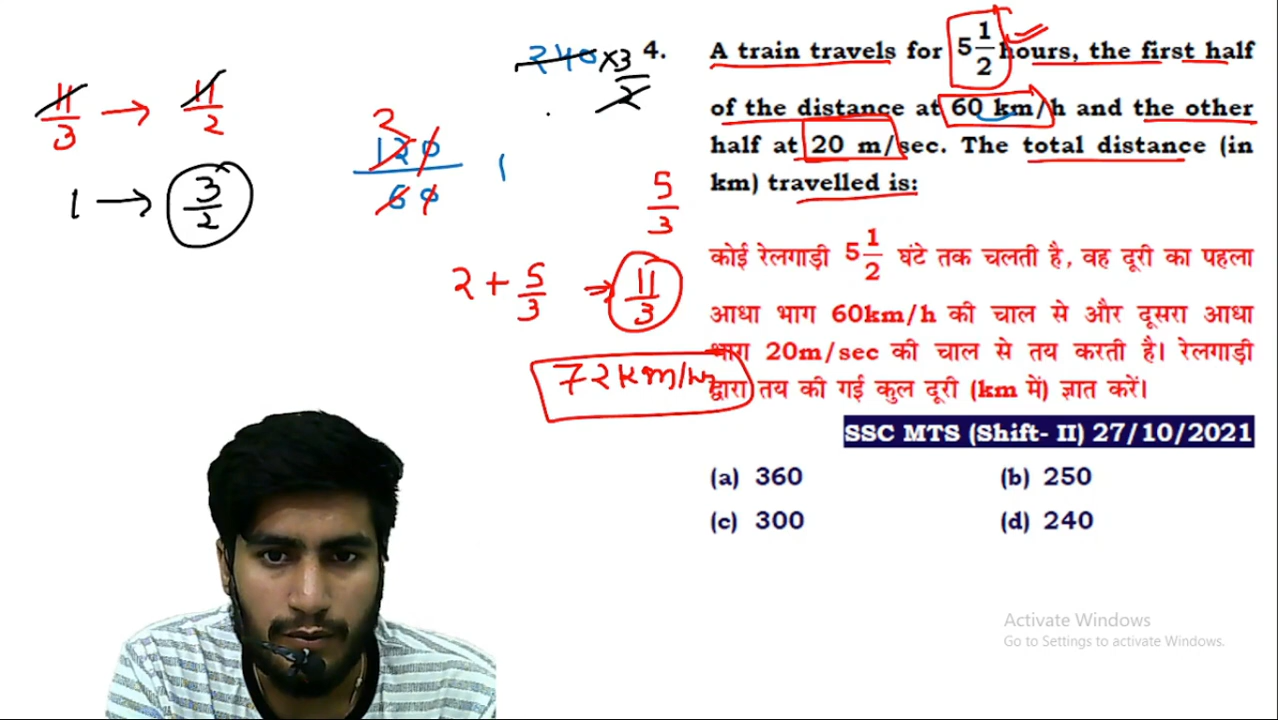 11/3 → 11/2
1 → 3/2
2
120/60
1
240 ×3/2
5/3
2 + 5/3 ⇒ 11/3
72 km/hr
4. A train travels for 5 1/2 hours, the first half
of the distance at 60 km/h and the other
half at 20 m/sec. The total distance (in
km) travelled is:
कोई रेलगाड़ी 5 1/2 घंटे तक चलती है, वह दूरी का पहला
आधा भाग 60km/h की चाल से और दूसरा आधा
भाग 20m/sec की चाल से तय करती है। रेलगाड़ी
द्वारा तय की गई कुल दूरी (km में) ज्ञात करें।
SSC MTS (Shift- II) 27/10/2021
(a) 360 (b) 250
(c) 300 (d) 240
Activate Windows
Go to Settings to activate Windows.